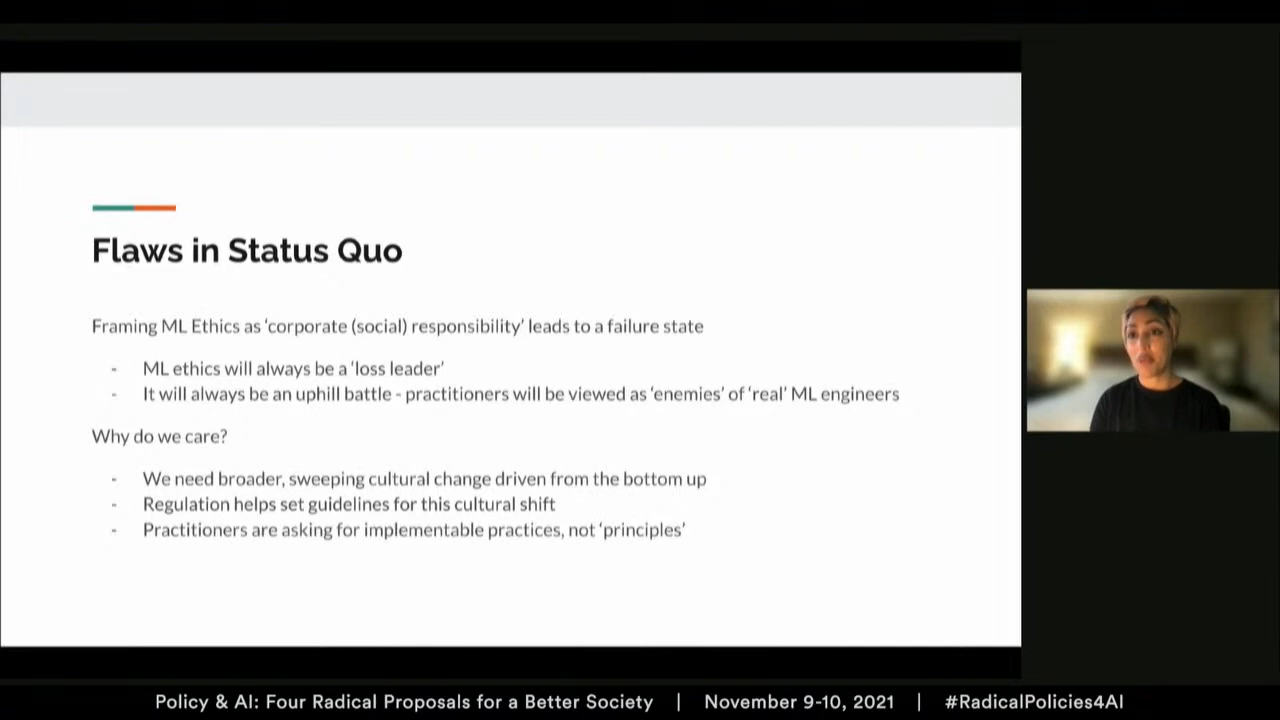 Flaws in Status Quo
Framing ML Ethics as ‘corporate (social) responsibility’ leads to a failure state
- ML ethics will always be a ‘loss leader’
- It will always be an uphill battle - practitioners will be viewed as ‘enemies’ of ‘real’ ML engineers
Why do we care?
- We need broader, sweeping cultural change driven from the bottom up
- Regulation helps set guidelines for this cultural shift
- Practitioners are asking for implementable practices, not ‘principles’
Policy & AI: Four Radical Proposals for a Better Society | November 9-10, 2021 | #RadicalPolicies4AI